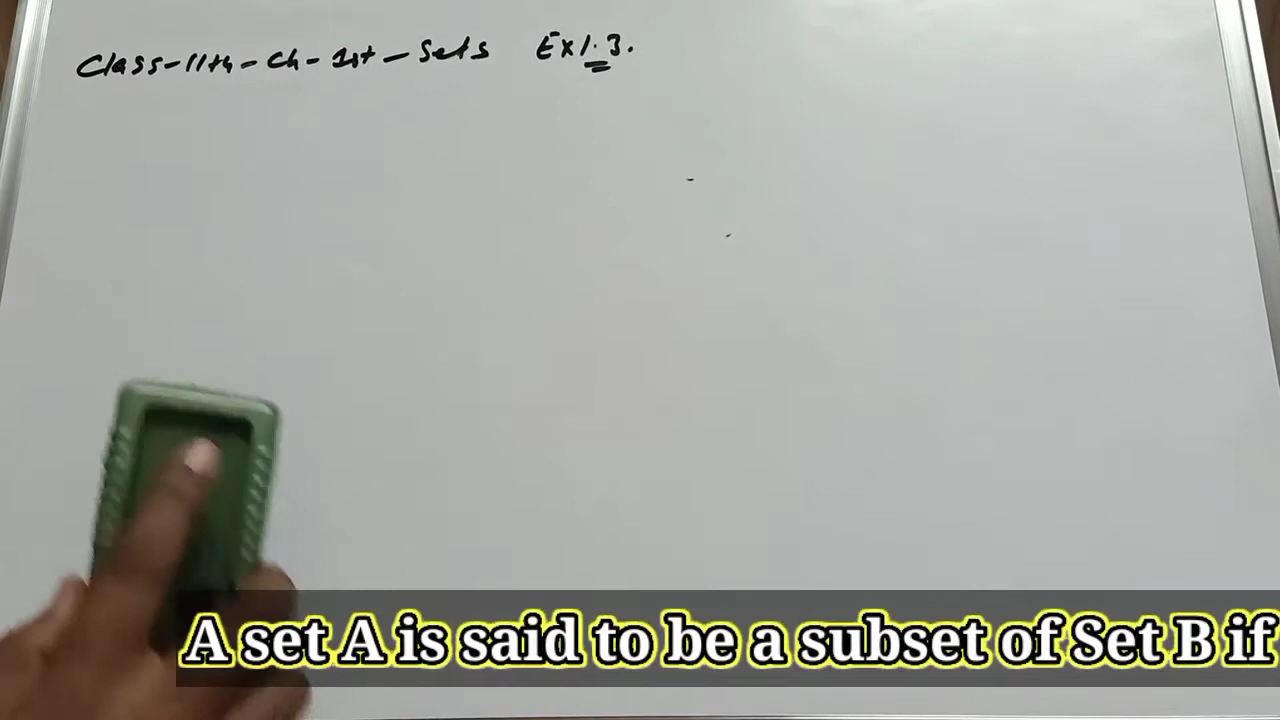 Class-11th-Ch-1st-Sets Ex1.3.
A set A is said to be a subset of Set B if